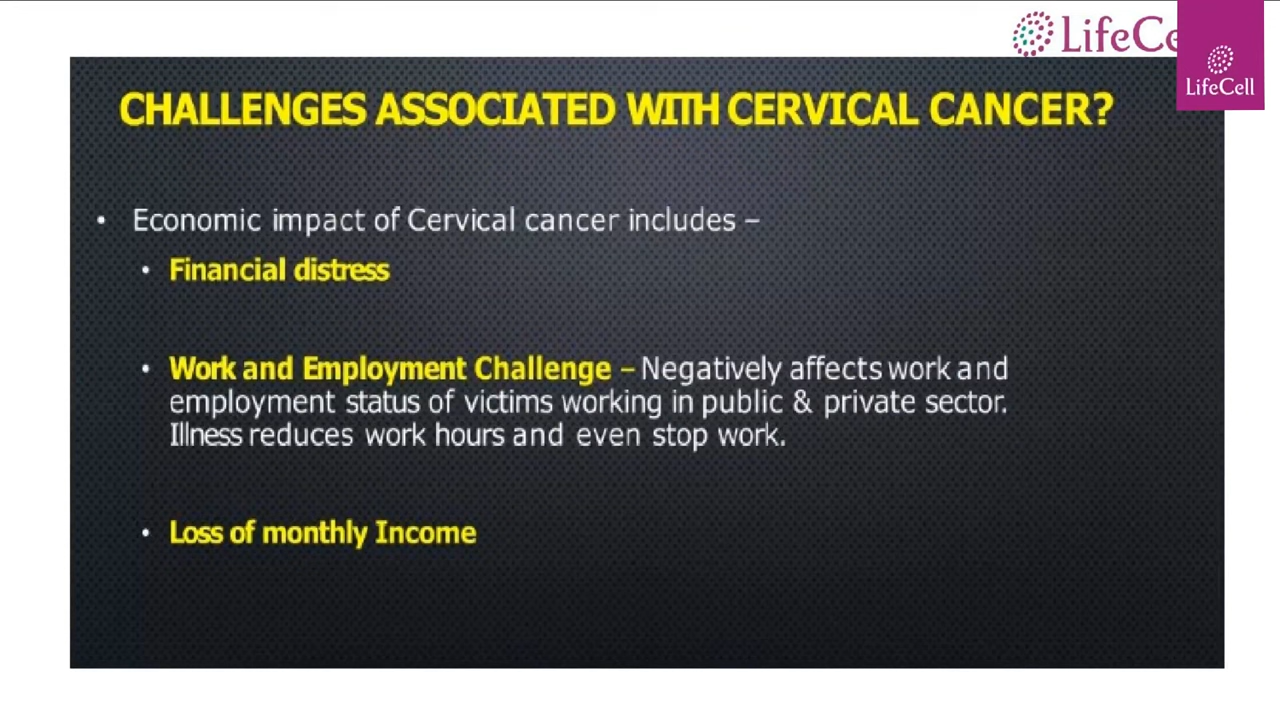 LifeCe
LifeCell
CHALLENGES ASSOCIATED WITH CERVICAL CANCER?
• Economic impact of Cervical cancer includes –
• Financial distress
• Work and Employment Challenge – Negatively affects work and
employment status of victims working in public & private sector.
Illness reduces work hours and even stop work.
• Loss of monthly Income